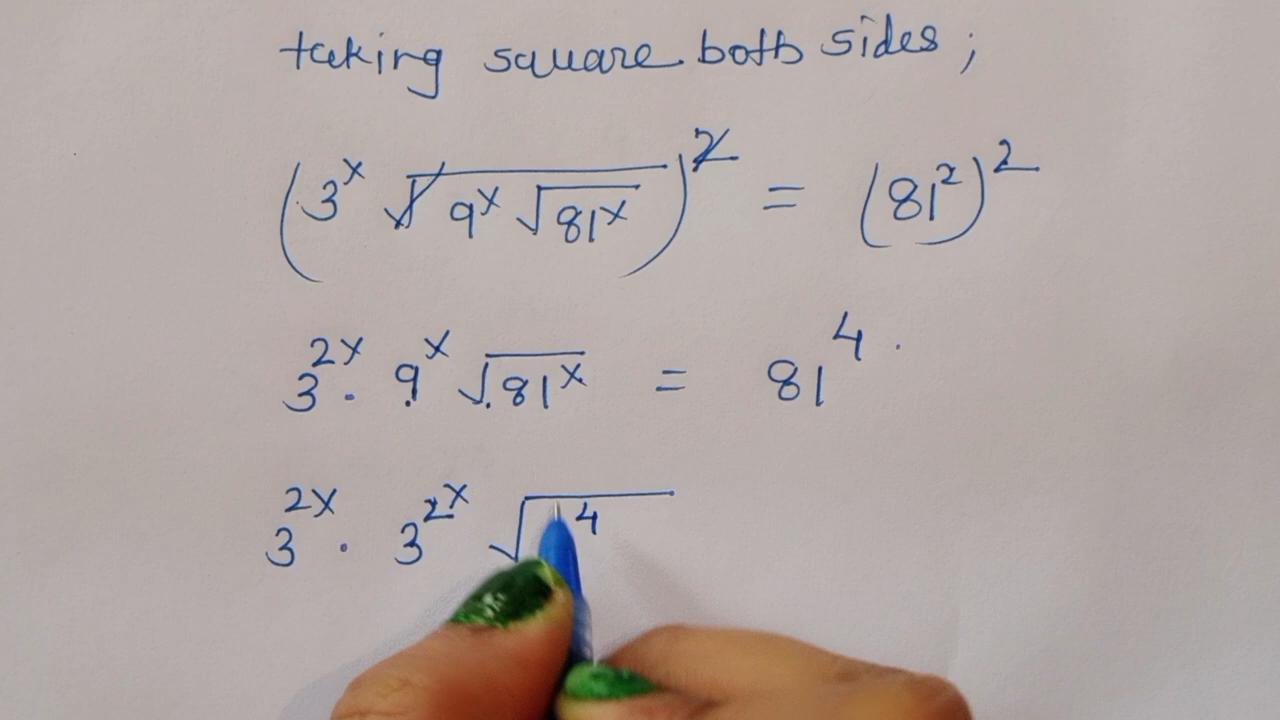 taking square both sides ;
(3^x √(9^x √(81^x)))^2 = (81^2)^2
3^{2x} . 9^x √(81^x) = 81^4 .
3^{2x} . 3^{2x} √ 4